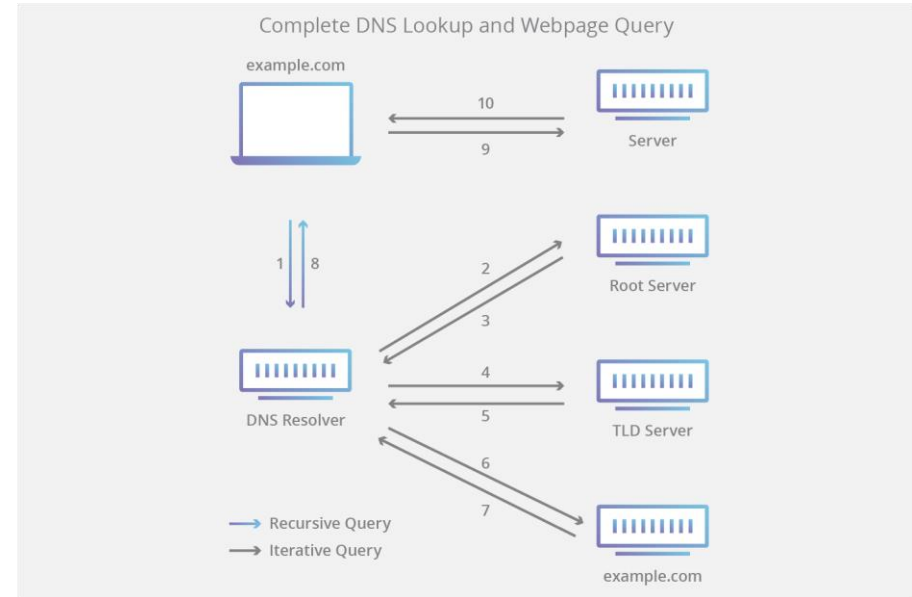 Complete DNS Lookup and Webpage Query
example.com
10
9
Server
1
8
2
3
Root Server
DNS Resolver
4
5
TLD Server
6
7
example.com
Recursive Query
Iterative Query